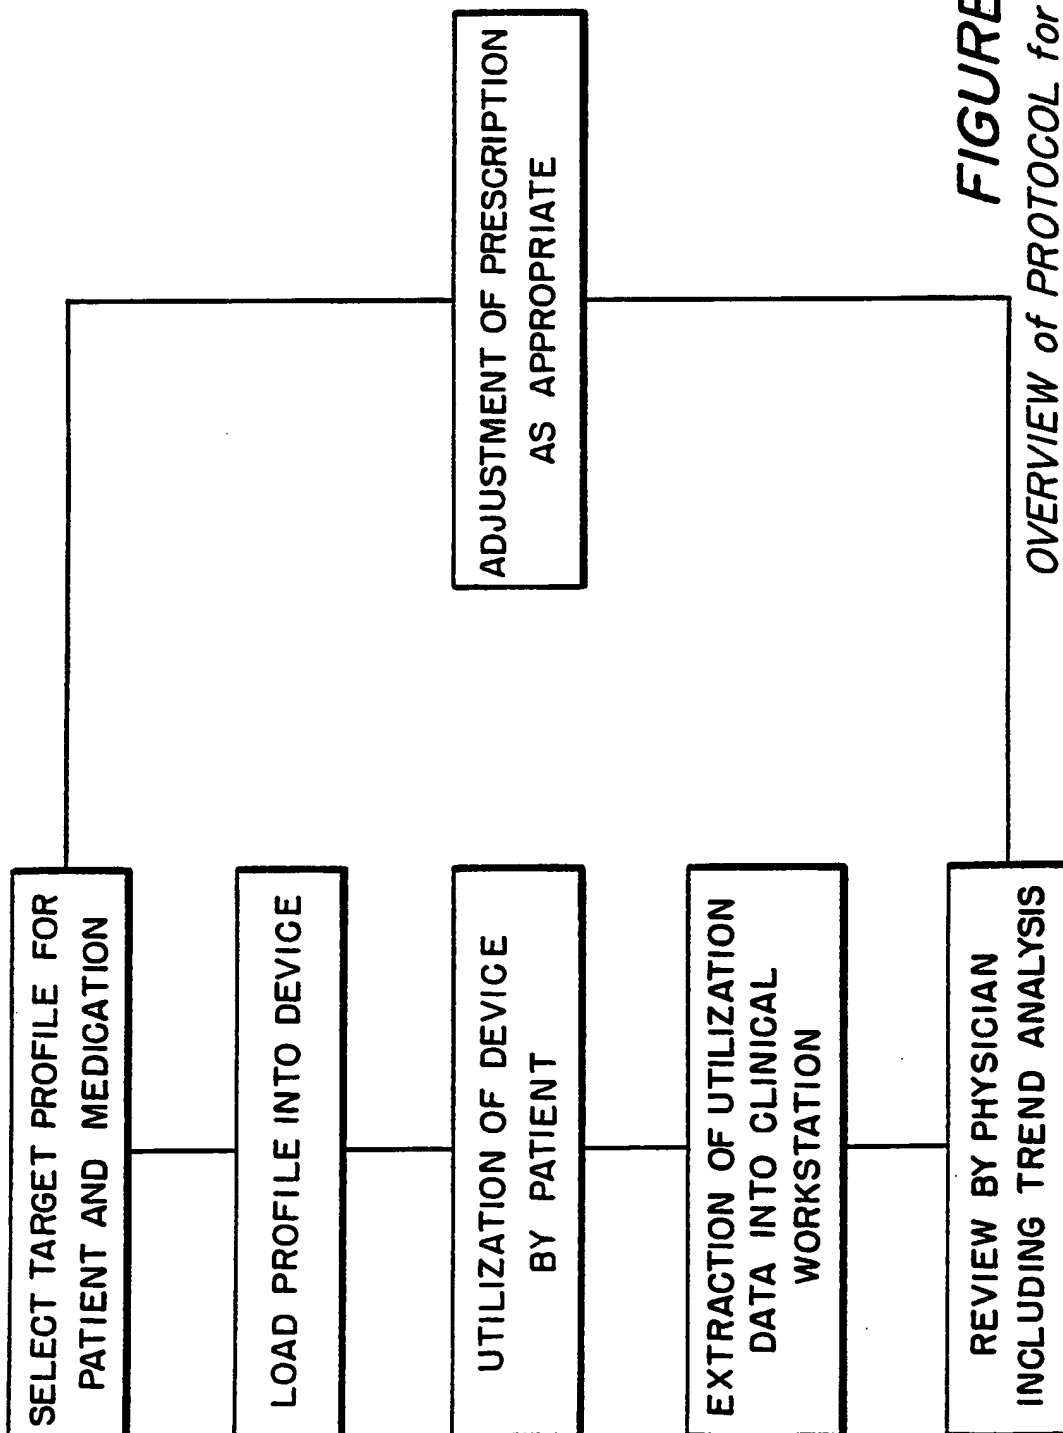 SELECT TARGET PROFILE FOR
PATIENT AND MEDICATION
LOAD PROFILE INTO DEVICE
UTILIZATION OF DEVICE
BY PATIENT
EXTRACTION OF UTILIZATION
DATA INTO CLINICAL
WORKSTATION
REVIEW BY PHYSICIAN
INCLUDING TREND ANALYSIS
ADJUSTMENT OF PRESCRIPTION
AS APPROPRIATE
FIGURE
OVERVIEW of PROTOCOL for